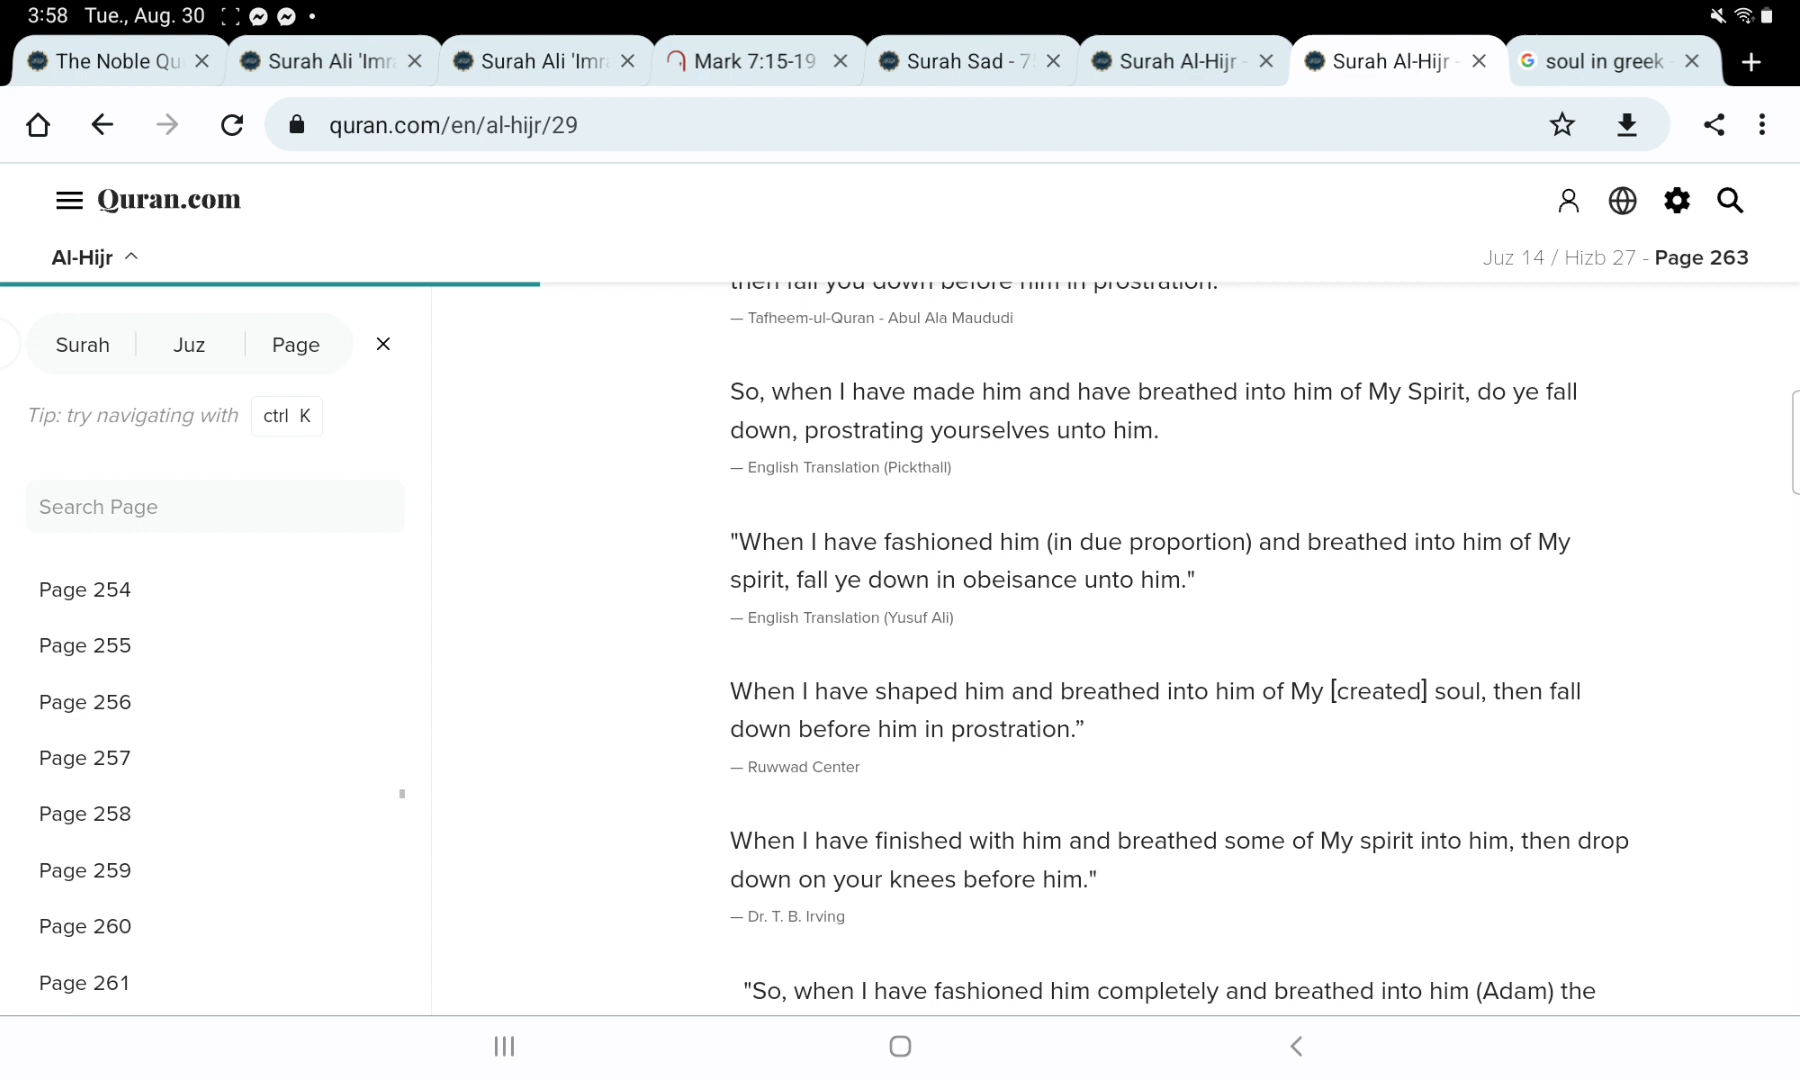 3:58 Tue., Aug. 30
The Noble Qu
Surah Ali 'Imr
Surah Ali 'Imr
Mark 7:15-19
Surah Sad - 7
Surah Al-Hijr -
Surah Al-Hijr -
soul in greek -
quran.com/en/al-hijr/29
Quran.com
Al-Hijr
Juz 14 / Hizb 27 - Page 263
Surah
Juz
Page
Tip: try navigating with ctrl K
Search Page
Page 254
Page 255
Page 256
Page 257
Page 258
Page 259
Page 260
Page 261
then fall you down before him in prostration.
— Tafheem-ul-Quran - Abul Ala Maududi
So, when I have made him and have breathed into him of My Spirit, do ye fall
down, prostrating yourselves unto him.
— English Translation (Pickthall)
"When I have fashioned him (in due proportion) and breathed into him of My
spirit, fall ye down in obeisance unto him."
— English Translation (Yusuf Ali)
When I have shaped him and breathed into him of My [created] soul, then fall
down before him in prostration.”
— Ruwwad Center
When I have finished with him and breathed some of My spirit into him, then drop
down on your knees before him."
— Dr. T. B. Irving
"So, when I have fashioned him completely and breathed into him (Adam) the